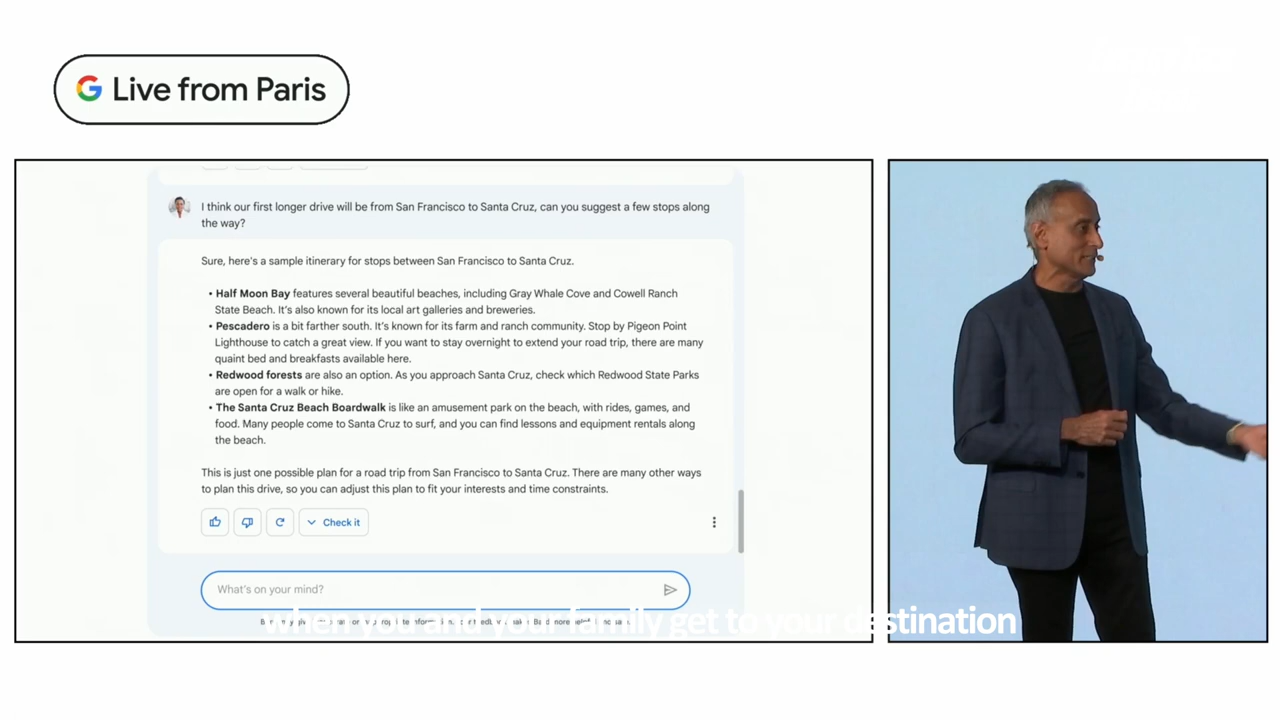 Live from Paris
I think our first longer drive will be from San Francisco to Santa Cruz, can you suggest a few stops along
the way?
Sure, here's a sample itinerary for stops between San Francisco to Santa Cruz.
• Half Moon Bay features several beautiful beaches, including Gray Whale Cove and Cowell Ranch
State Beach. It's also known for its local art galleries and breweries.
• Pescadero is a bit farther south. It's known for its farm and ranch community. Stop by Pigeon Point
Lighthouse to catch a great view. If you want to stay overnight to extend your road trip, there are many
quaint bed and breakfasts available here.
• Redwood forests are also an option. As you approach Santa Cruz, check which Redwood State Parks
are open for a walk or hike.
• The Santa Cruz Beach Boardwalk is like an amusement park on the beach, with rides, games, and
food. Many people come to Santa Cruz to surf, and you can find lessons and equipment rentals along
the beach.
This is just one possible plan for a road trip from San Francisco to Santa Cruz. There are many other ways
to plan this drive, so you can adjust this plan to fit your interests and time constraints.
Check it
What's on your mind?
when you and your family get to your destination